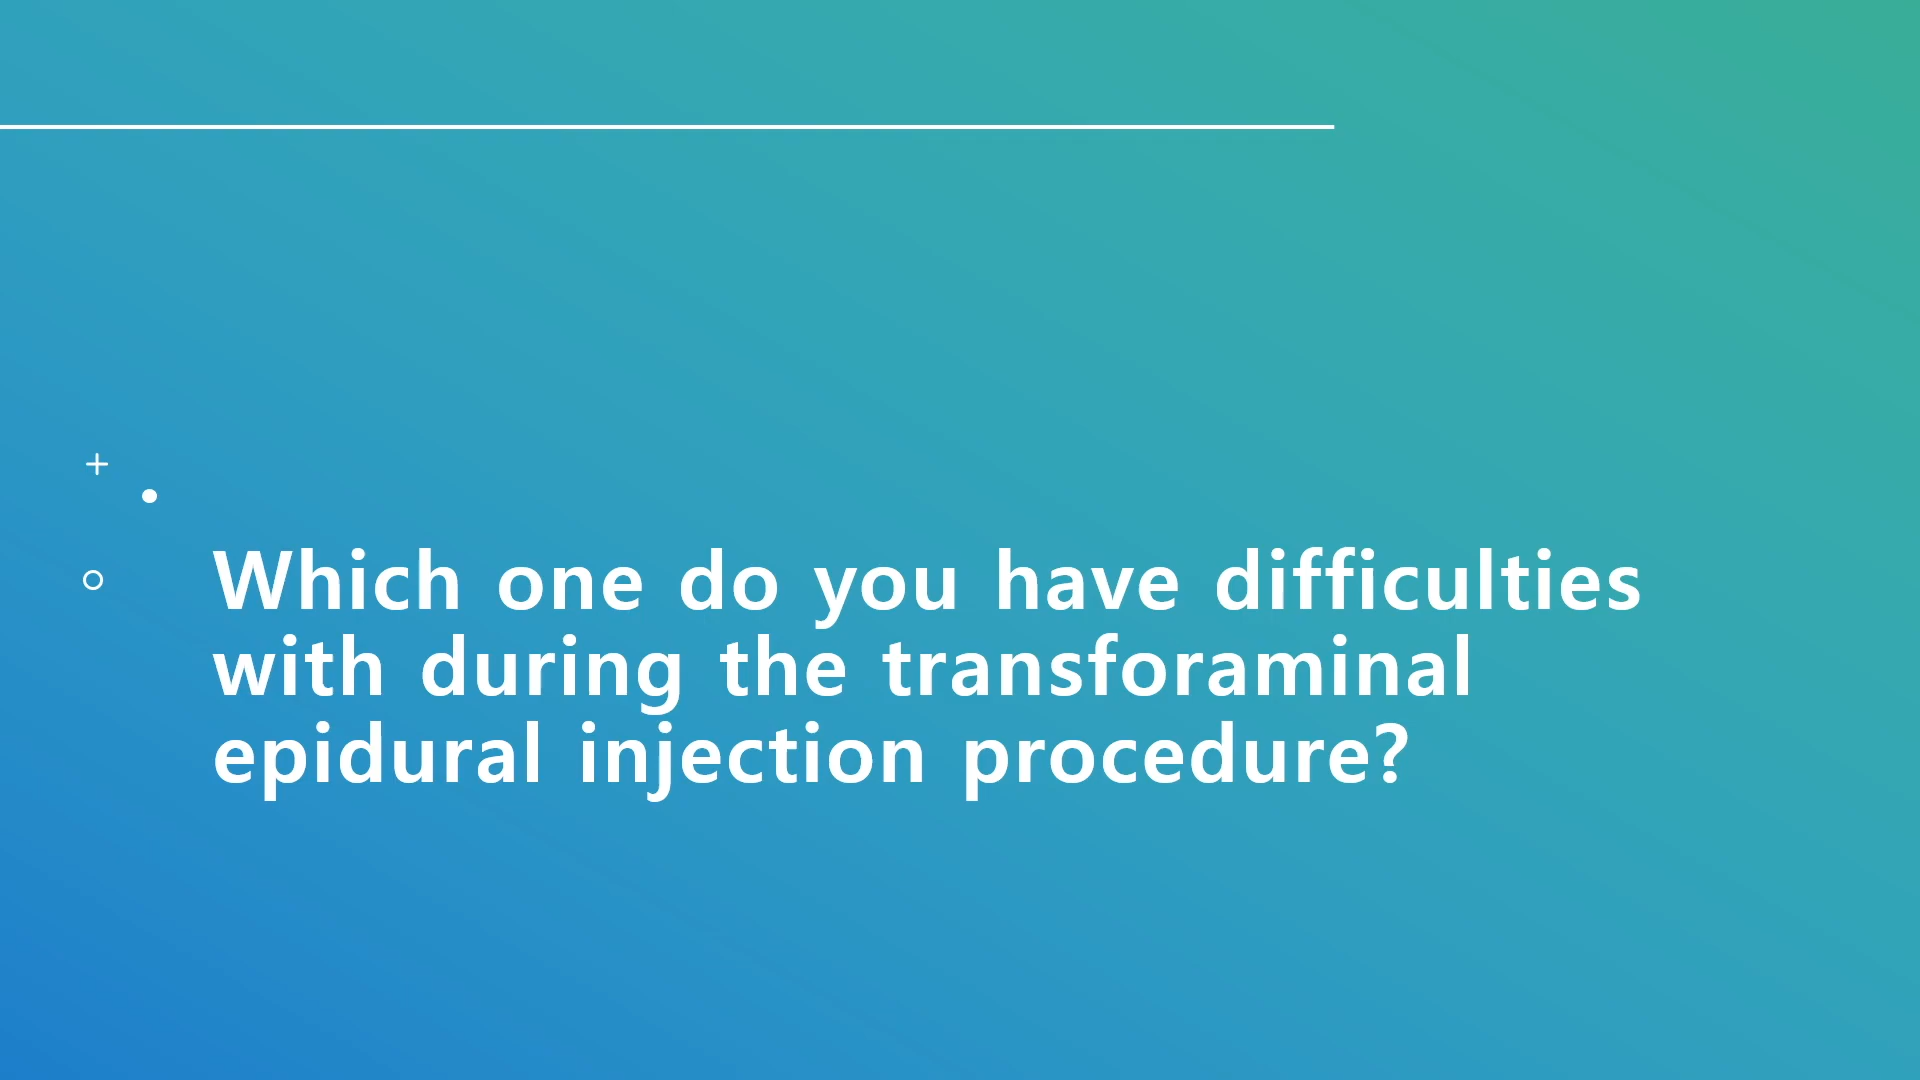 Which one do you have difficulties
with during the transforaminal
epidural injection procedure?